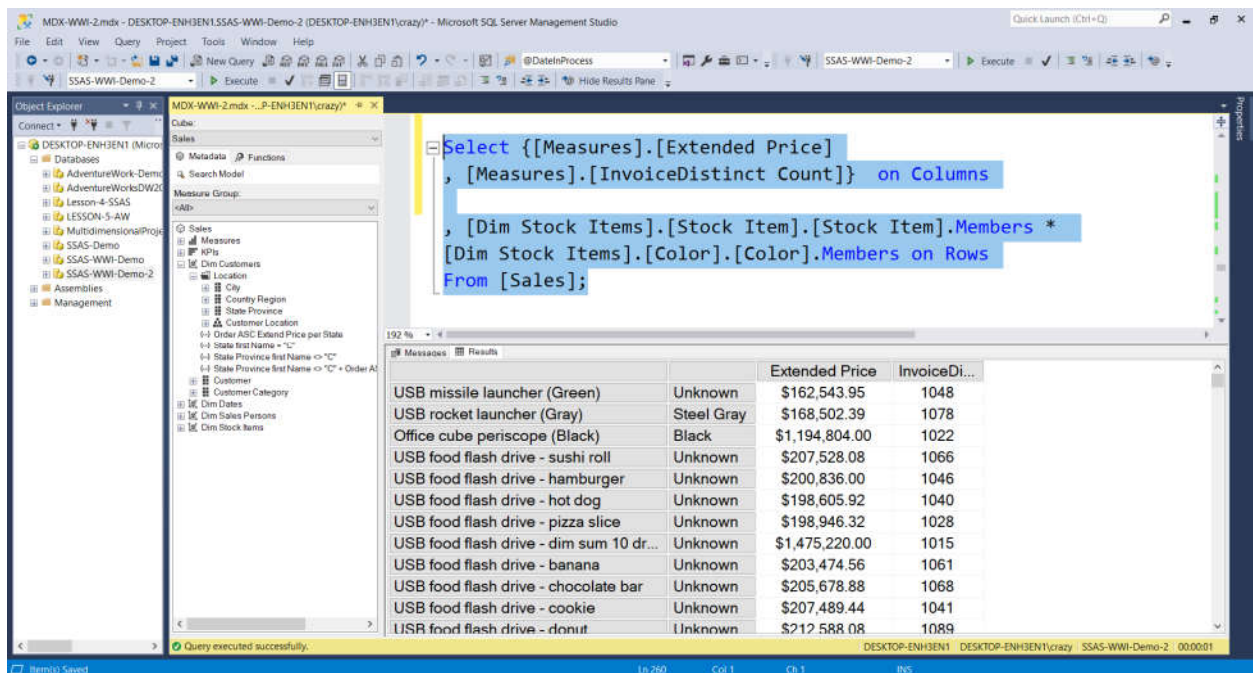 MDX-WWI-2.mdx - DESKTOP-ENH3EN1.SSAS-WWI-Demo-2 (DESKTOP-ENH3EN1\crazy)* - Microsoft SQL Server Management Studio
Quick Launch (Ctrl+Q)
File Edit View Query Project Tools Window Help
New Query @DateInProcess SSAS-WWI-Demo-2 Execute
SSAS-WWI-Demo-2 Execute Hide Results Pane
Object Explorer
Connect
DESKTOP-ENH3EN1 (Micro
Databases
AdventureWork-Demo
AdventureWorksDW20
Lesson-4-SSAS
LESSON-5-AW
MultidimensionalProje
SSAS-Demo
SSAS-WWI-Demo
SSAS-WWI-Demo-2
Assemblies
Management
MDX-WWI-2.mdx -...P-ENH3EN1\crazy)*
Cube:
Sales
Metadata Functions
Search Model
Measure Group:
<All>
Sales
Measures
KPIs
Dim Customers
Location
City
Country Region
State Province
Customer Location
Order ASC Extend Price per State
State first Name = "C"
State Province first Name <> "C"
State Province first Name <> "C" + Order AS
Customer
Customer Category
Dim Dates
Dim Sales Persons
Dim Stock Items
Select {[Measures].[Extended Price]
, [Measures].[InvoiceDistinct Count]} on Columns
, [Dim Stock Items].[Stock Item].[Stock Item].Members *
[Dim Stock Items].[Color].[Color].Members on Rows
From [Sales];
192 %
Messages Results
Extended Price InvoiceDi...
USB missile launcher (Green) Unknown $162,543.95 1048
USB rocket launcher (Gray) Steel Gray $168,502.39 1078
Office cube periscope (Black) Black $1,194,804.00 1022
USB food flash drive - sushi roll Unknown $207,528.08 1066
USB food flash drive - hamburger Unknown $200,836.00 1046
USB food flash drive - hot dog Unknown $198,605.92 1040
USB food flash drive - pizza slice Unknown $198,946.32 1028
USB food flash drive - dim sum 10 dr... Unknown $1,475,220.00 1015
USB food flash drive - banana Unknown $203,474.56 1061
USB food flash drive - chocolate bar Unknown $205,678.88 1068
USB food flash drive - cookie Unknown $207,489.44 1041
USB food flash drive - donut Unknown $212,588.08 1089
Query executed successfully. DESKTOP-ENH3EN1 DESKTOP-ENH3EN1\crazy SSAS-WWI-Demo-2 00:00:01
Item(s) Saved Ln 260 Col 1 Ch 1 INS
Properties